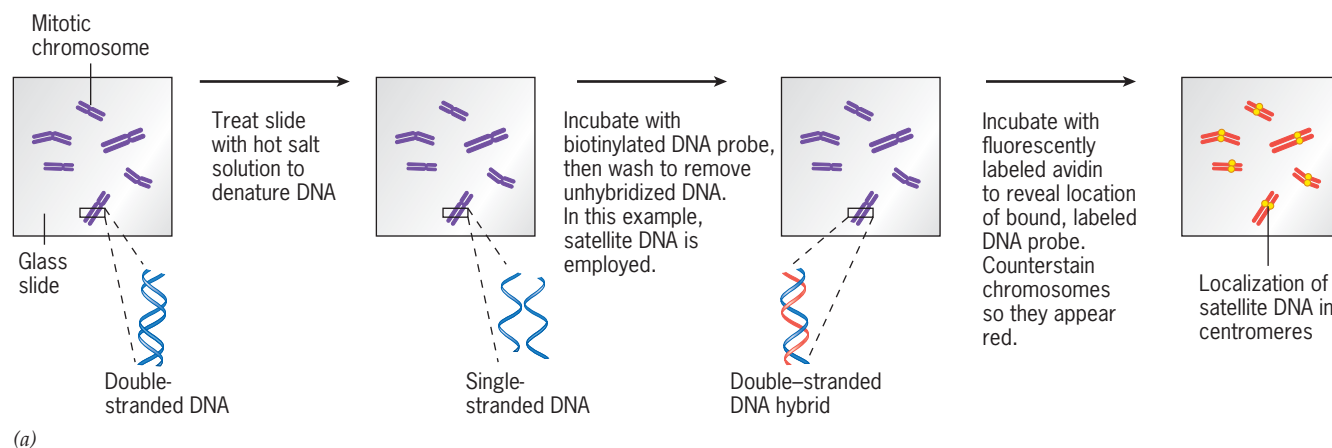 Mitotic
chromosome
Glass
slide
Double-
stranded DNA
Treat slide
with hot salt
solution to
denature DNA
Single-
stranded DNA
Incubate with
biotinylated DNA probe,
then wash to remove
unhybridized DNA.
In this example,
satellite DNA is
employed.
Double–stranded
DNA hybrid
Incubate with
fluorescently
labeled avidin
to reveal location
of bound, labeled
DNA probe.
Counterstain
chromosomes
so they appear
red.
Localization of
satellite DNA in
centromeres
(a)